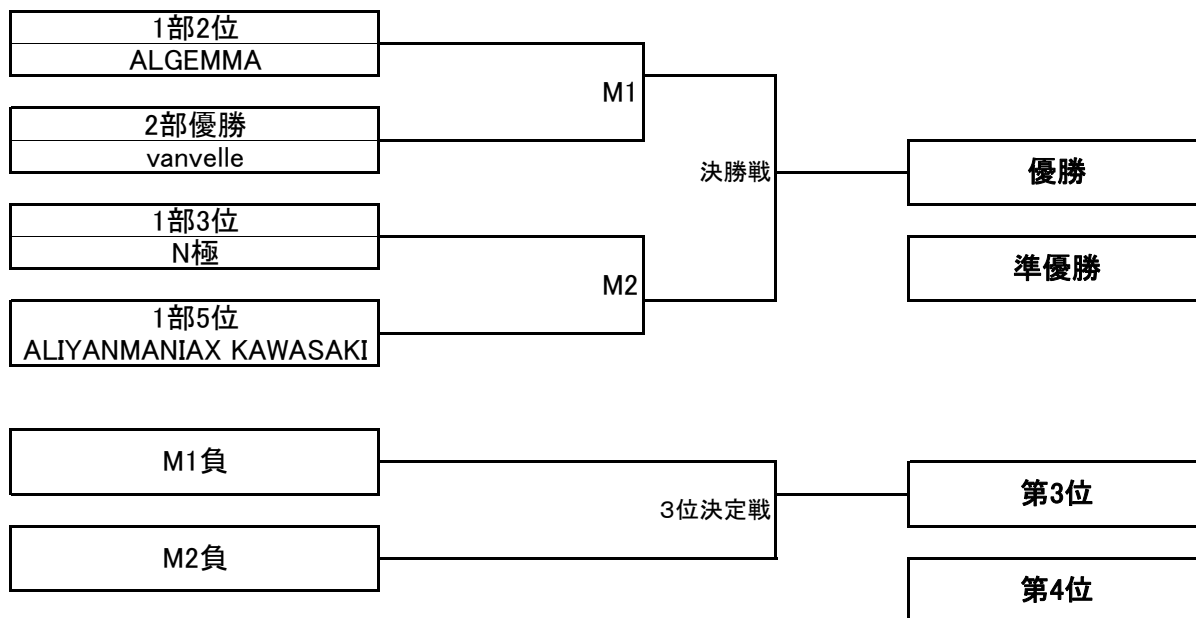 1部2位
ALGEMMA
M1
2部優勝
vanvelle
決勝戦
優勝
1部3位
N極
準優勝
M2
1部5位
ALIYANMANIAX KAWASAKI
M1負
第3位
3位決定戦
M2負
第4位